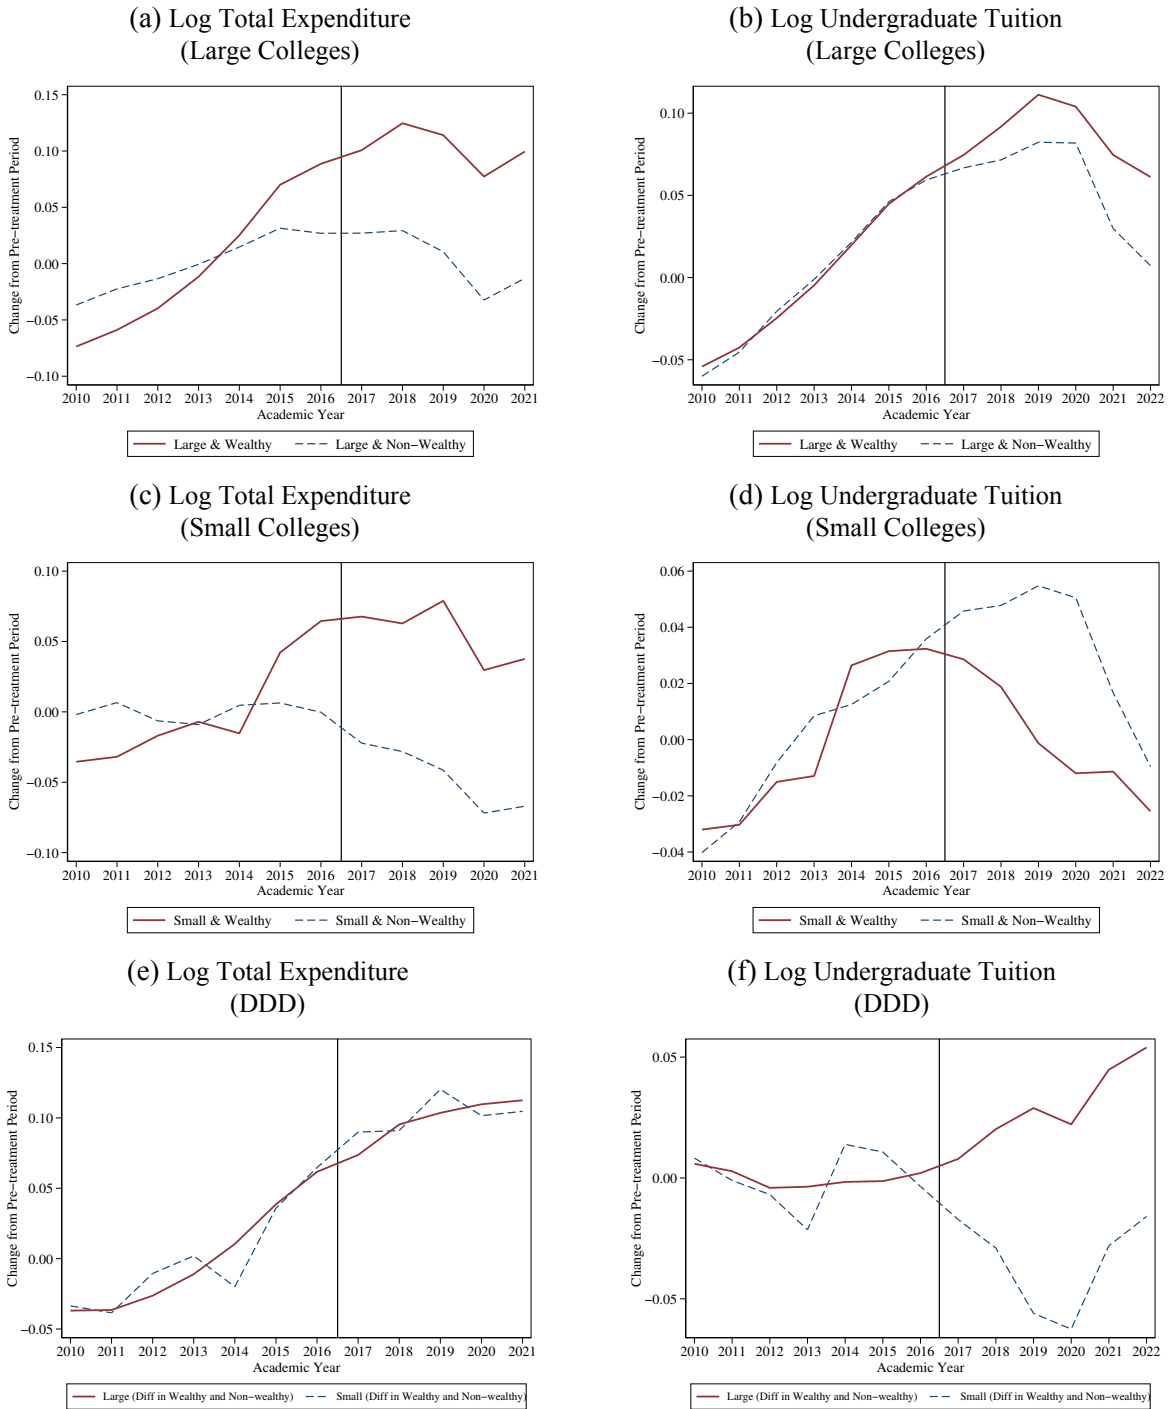 (a) Log Total Expenditure
(Large Colleges)
0.15
0.10
0.05
0.00
−0.05
−0.10
Change from Pre−treatment Period
2010 2011 2012 2013 2014 2015 2016 2017 2018 2019 2020 2021
Academic Year
Large & Wealthy Large & Non−Wealthy
(b) Log Undergraduate Tuition
(Large Colleges)
0.10
0.05
0.00
−0.05
Change from Pre−treatment Period
2010 2011 2012 2013 2014 2015 2016 2017 2018 2019 2020 2021 2022
Academic Year
Large & Wealthy Large & Non−Wealthy
(c) Log Total Expenditure
(Small Colleges)
0.10
0.05
0.00
−0.05
−0.10
Change from Pre−treatment Period
2010 2011 2012 2013 2014 2015 2016 2017 2018 2019 2020 2021
Academic Year
Small & Wealthy Small & Non−Wealthy
(d) Log Undergraduate Tuition
(Small Colleges)
0.06
0.04
0.02
0.00
−0.02
−0.04
Change from Pre−treatment Period
2010 2011 2012 2013 2014 2015 2016 2017 2018 2019 2020 2021 2022
Academic Year
Small & Wealthy Small & Non−Wealthy
(e) Log Total Expenditure
(DDD)
0.15
0.10
0.05
0.00
−0.05
Change from Pre−treatment Period
2010 2011 2012 2013 2014 2015 2016 2017 2018 2019 2020 2021
Academic Year
Large (Diff in Wealthy and Non−wealthy) Small (Diff in Wealthy and Non−wealthy)
(f) Log Undergraduate Tuition
(DDD)
0.05
0.00
−0.05
Change from Pre−treatment Period
2010 2011 2012 2013 2014 2015 2016 2017 2018 2019 2020 2021 2022
Academic Year
Large (Diff in Wealthy and Non−wealthy) Small (Diff in Wealthy and Non−wealthy)